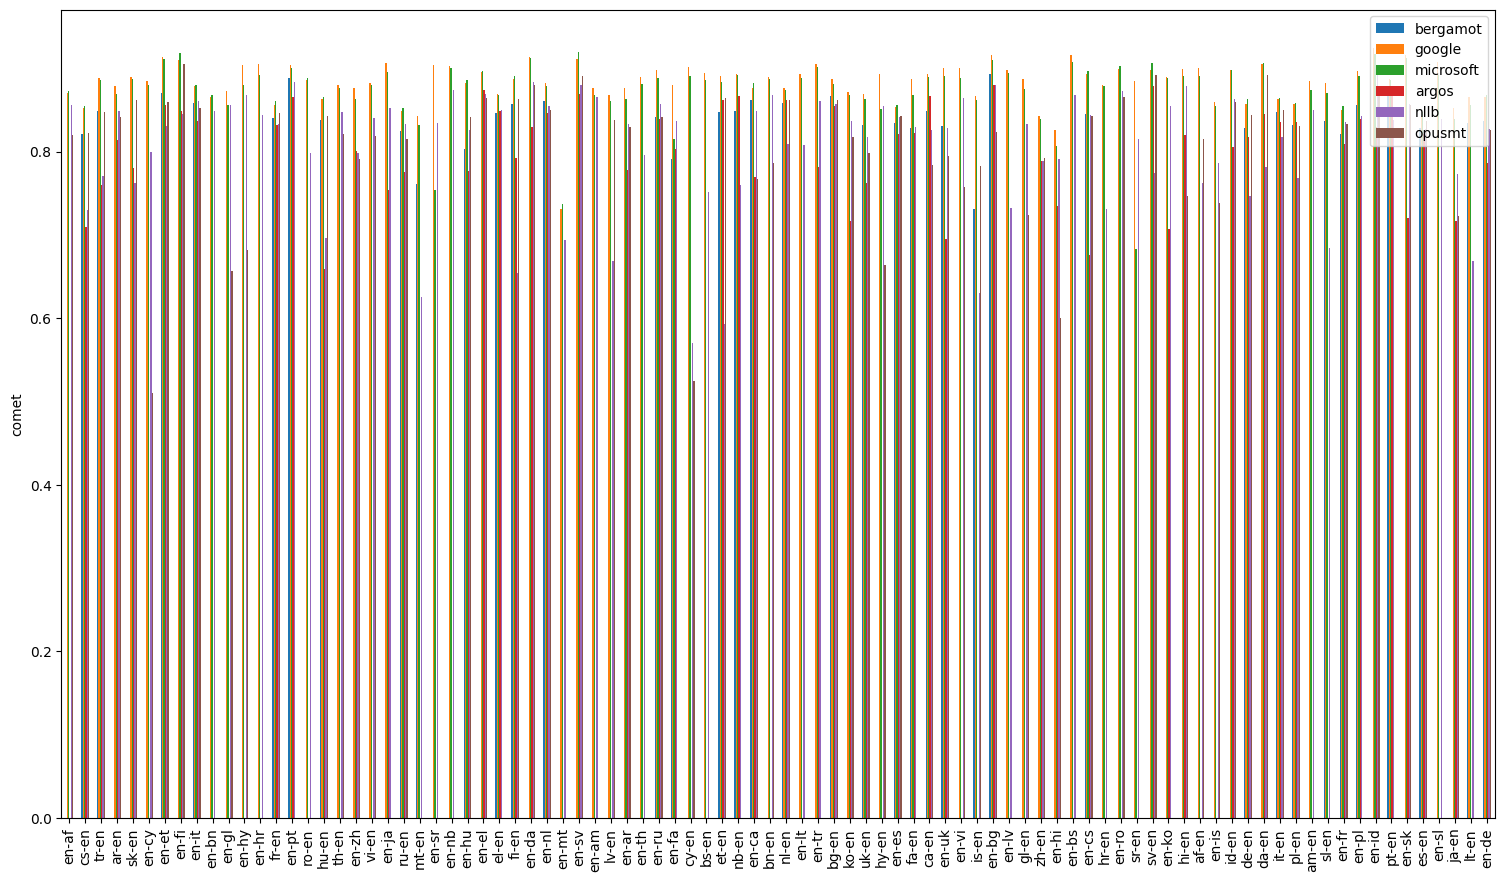 comet
0.8
0.6
0.4
0.2
0.0
bergamot
google
microsoft
argos
nllb
opusmt
en-af
cs-en
tr-en
ar-en
sk-en
en-cy
en-et
en-fi
en-it
en-bn
en-gl
en-hy
en-hr
fr-en
en-pt
ro-en
hu-en
th-en
en-zh
vi-en
en-ja
ru-en
mt-en
en-sr
en-nb
en-hu
en-el
el-en
fi-en
en-da
en-nl
en-mt
en-sv
en-am
lv-en
en-ar
en-th
en-ru
en-fa
cy-en
bs-en
et-en
nb-en
en-ca
bn-en
nl-en
en-lt
en-tr
bg-en
ko-en
uk-en
hy-en
en-es
fa-en
ca-en
en-uk
en-vi
is-en
en-bg
en-lv
gl-en
zh-en
en-hi
en-bs
en-cs
hr-en
en-ro
sr-en
sv-en
en-ko
hi-en
af-en
en-is
id-en
de-en
da-en
it-en
pl-en
am-en
sl-en
en-fr
en-pl
en-id
pt-en
en-sk
es-en
en-sl
ja-en
lt-en
en-de